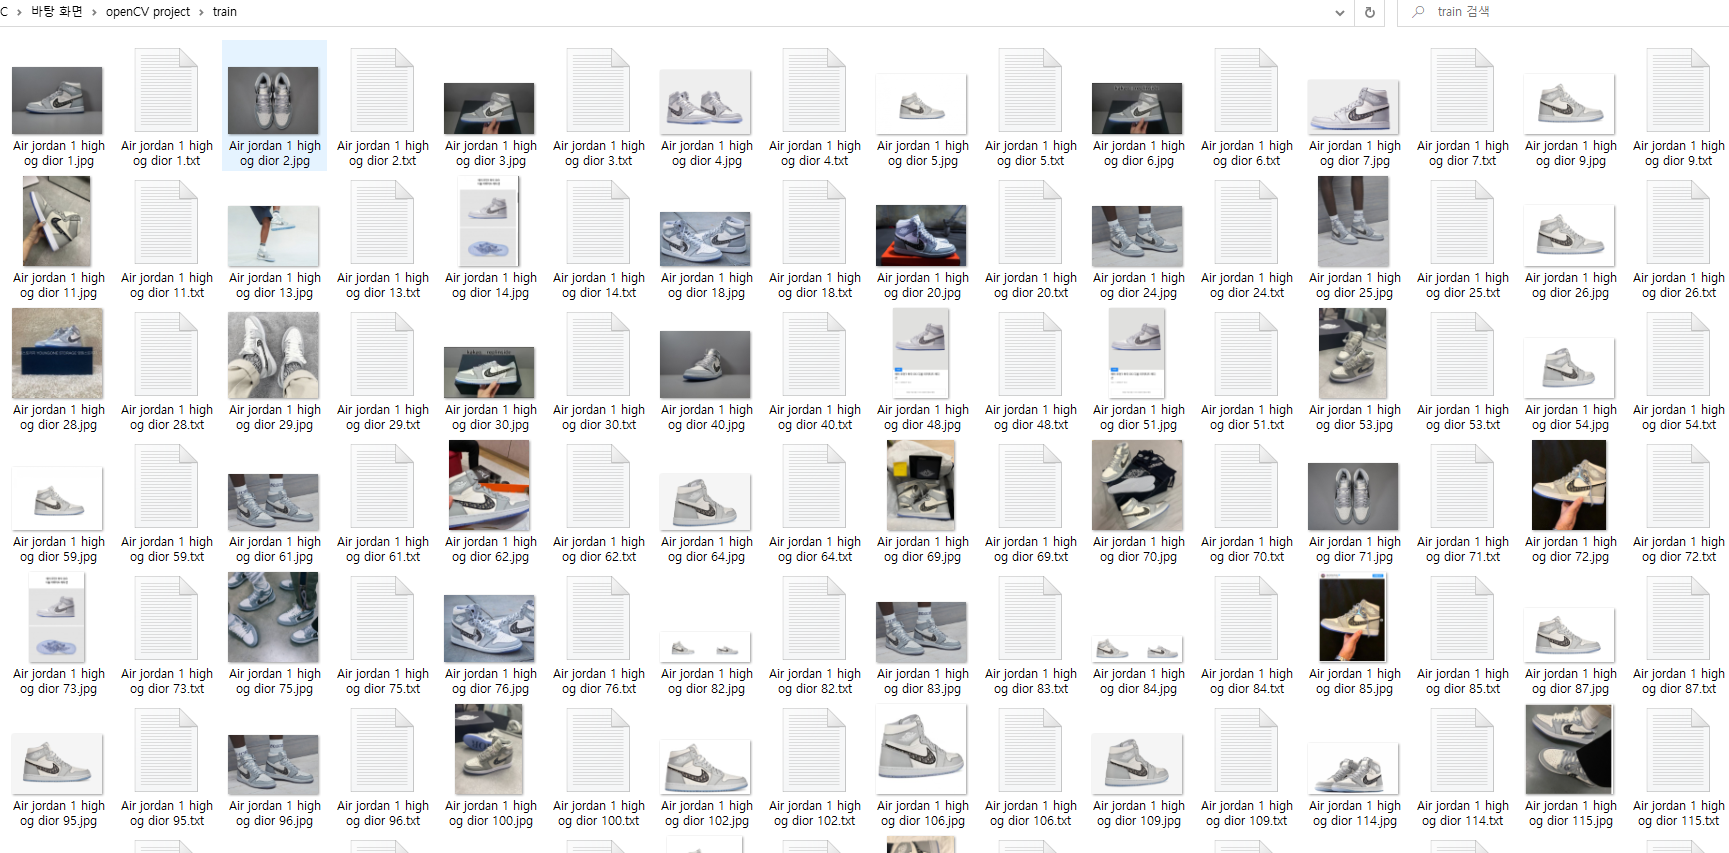 C > 바탕 화면 > openCV project > train
train 검색
Air jordan 1 high og dior 1.jpg
Air jordan 1 high og dior 1.txt
Air jordan 1 high og dior 2.jpg
Air jordan 1 high og dior 2.txt
Air jordan 1 high og dior 3.jpg
Air jordan 1 high og dior 3.txt
Air jordan 1 high og dior 4.jpg
Air jordan 1 high og dior 4.txt
Air jordan 1 high og dior 5.jpg
Air jordan 1 high og dior 5.txt
Air jordan 1 high og dior 6.jpg
Air jordan 1 high og dior 6.txt
Air jordan 1 high og dior 7.jpg
Air jordan 1 high og dior 7.txt
Air jordan 1 high og dior 9.jpg
Air jordan 1 high og dior 9.txt
Air jordan 1 high og dior 11.jpg
Air jordan 1 high og dior 11.txt
Air jordan 1 high og dior 13.jpg
Air jordan 1 high og dior 13.txt
Air jordan 1 high og dior 14.jpg
Air jordan 1 high og dior 14.txt
Air jordan 1 high og dior 18.jpg
Air jordan 1 high og dior 18.txt
Air jordan 1 high og dior 20.jpg
Air jordan 1 high og dior 20.txt
Air jordan 1 high og dior 24.jpg
Air jordan 1 high og dior 24.txt
Air jordan 1 high og dior 25.jpg
Air jordan 1 high og dior 25.txt
Air jordan 1 high og dior 26.jpg
Air jordan 1 high og dior 26.txt
Air jordan 1 high og dior 28.jpg
Air jordan 1 high og dior 28.txt
Air jordan 1 high og dior 29.jpg
Air jordan 1 high og dior 29.txt
Air jordan 1 high og dior 30.jpg
Air jordan 1 high og dior 30.txt
Air jordan 1 high og dior 40.jpg
Air jordan 1 high og dior 40.txt
Air jordan 1 high og dior 48.jpg
Air jordan 1 high og dior 48.txt
Air jordan 1 high og dior 51.jpg
Air jordan 1 high og dior 51.txt
Air jordan 1 high og dior 53.jpg
Air jordan 1 high og dior 53.txt
Air jordan 1 high og dior 54.jpg
Air jordan 1 high og dior 54.txt
Air jordan 1 high og dior 59.jpg
Air jordan 1 high og dior 59.txt
Air jordan 1 high og dior 61.jpg
Air jordan 1 high og dior 61.txt
Air jordan 1 high og dior 62.jpg
Air jordan 1 high og dior 62.txt
Air jordan 1 high og dior 64.jpg
Air jordan 1 high og dior 64.txt
Air jordan 1 high og dior 69.jpg
Air jordan 1 high og dior 69.txt
Air jordan 1 high og dior 70.jpg
Air jordan 1 high og dior 70.txt
Air jordan 1 high og dior 71.jpg
Air jordan 1 high og dior 71.txt
Air jordan 1 high og dior 72.jpg
Air jordan 1 high og dior 72.txt
Air jordan 1 high og dior 73.jpg
Air jordan 1 high og dior 73.txt
Air jordan 1 high og dior 75.jpg
Air jordan 1 high og dior 75.txt
Air jordan 1 high og dior 76.jpg
Air jordan 1 high og dior 76.txt
Air jordan 1 high og dior 82.jpg
Air jordan 1 high og dior 82.txt
Air jordan 1 high og dior 83.jpg
Air jordan 1 high og dior 83.txt
Air jordan 1 high og dior 84.jpg
Air jordan 1 high og dior 84.txt
Air jordan 1 high og dior 85.jpg
Air jordan 1 high og dior 85.txt
Air jordan 1 high og dior 87.jpg
Air jordan 1 high og dior 87.txt
Air jordan 1 high og dior 95.jpg
Air jordan 1 high og dior 95.txt
Air jordan 1 high og dior 96.jpg
Air jordan 1 high og dior 96.txt
Air jordan 1 high og dior 100.jpg
Air jordan 1 high og dior 100.txt
Air jordan 1 high og dior 102.jpg
Air jordan 1 high og dior 102.txt
Air jordan 1 high og dior 106.jpg
Air jordan 1 high og dior 106.txt
Air jordan 1 high og dior 109.jpg
Air jordan 1 high og dior 109.txt
Air jordan 1 high og dior 114.jpg
Air jordan 1 high og dior 114.txt
Air jordan 1 high og dior 115.jpg
Air jordan 1 high og dior 115.txt